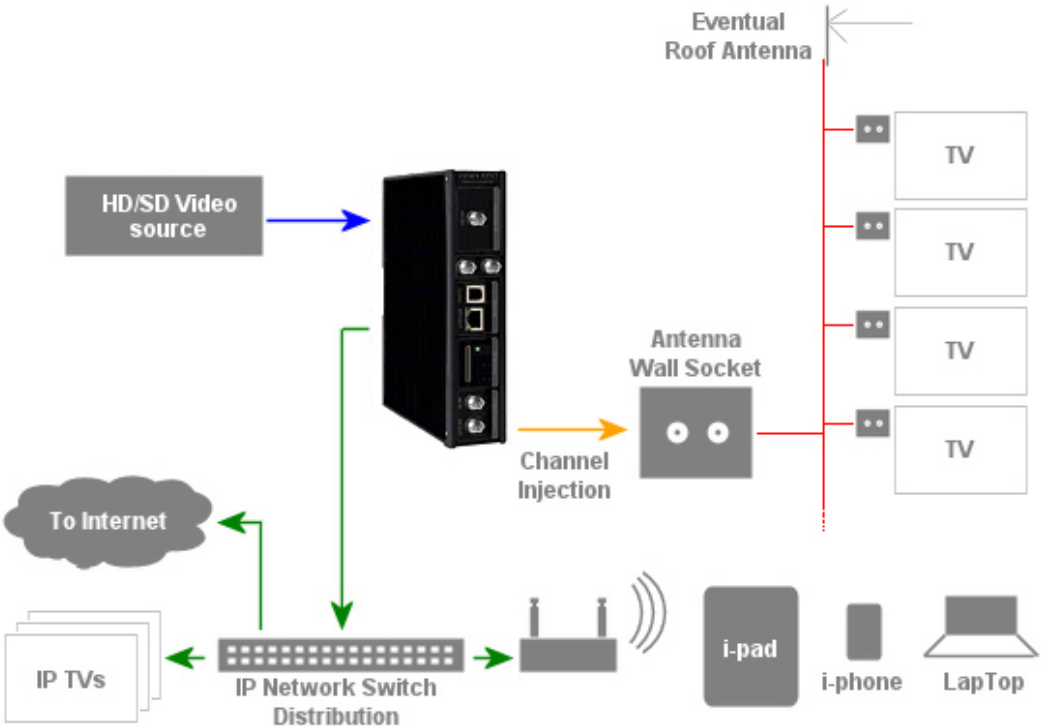 Eventual
Roof Antenna
TV
HD/SD Video
source
TV
Antenna
Wall Socket
TV
TV
Channel
Injection
To Internet
i-pad
IP TVs
i-phone
LapTop
IP Network Switch
Distribution